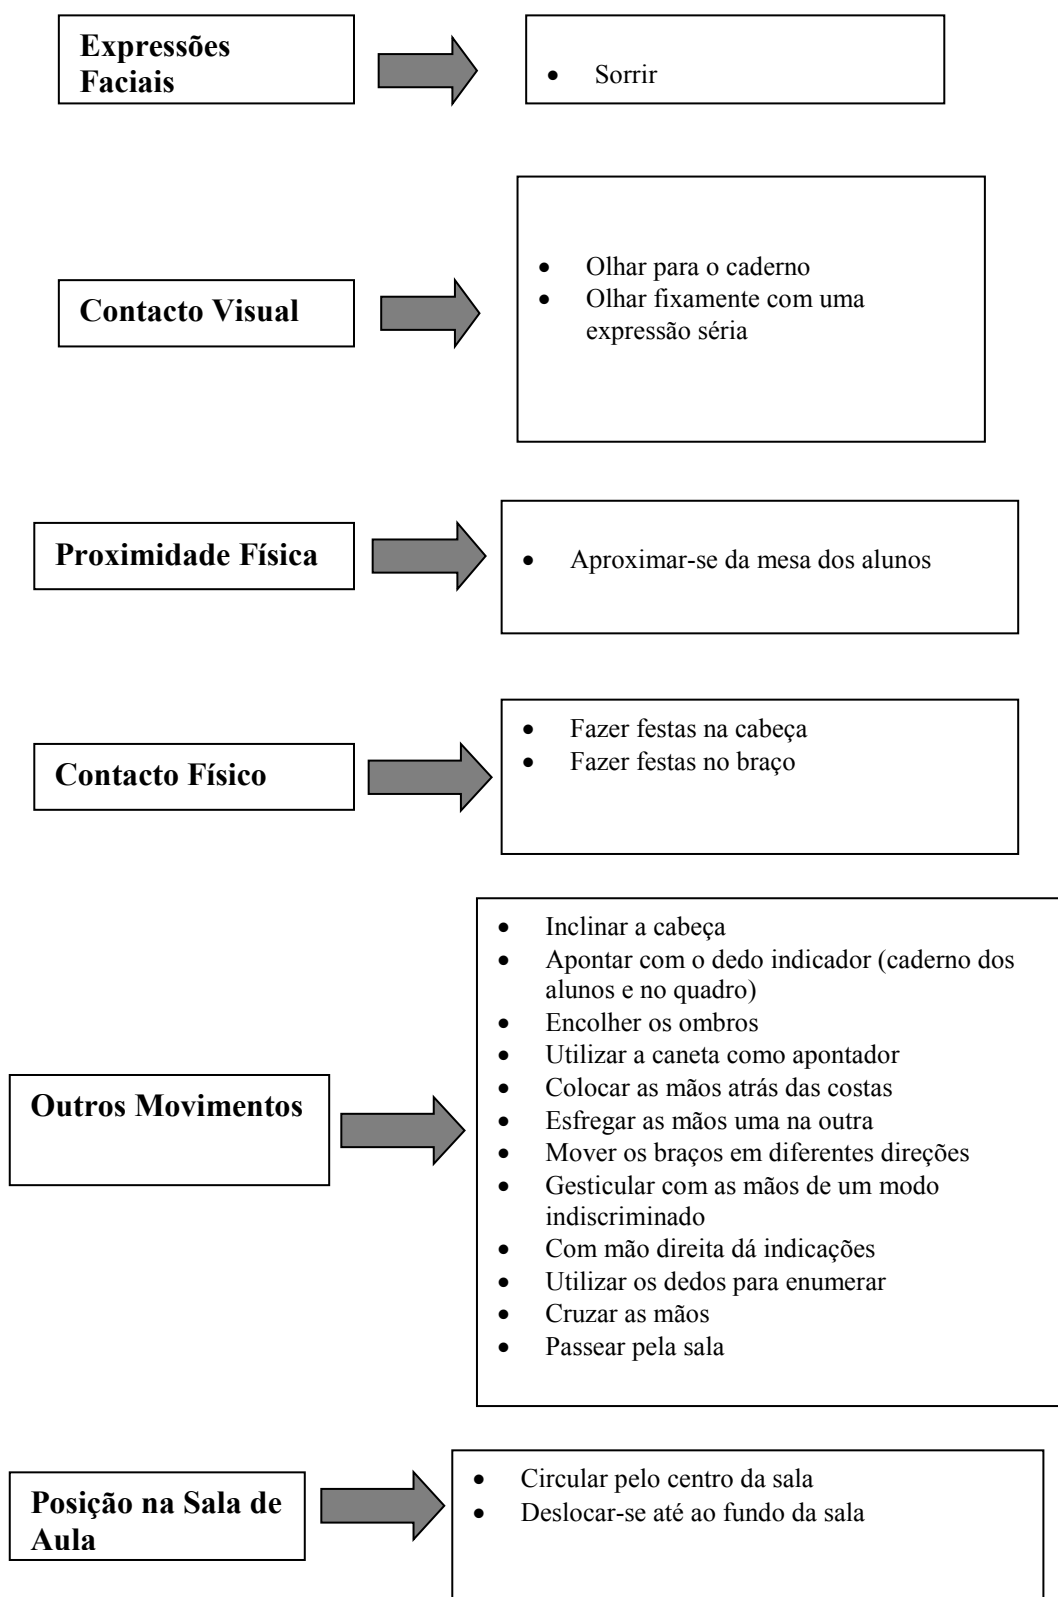 Expressões
Faciais
• Sorrir
Contacto Visual
• Olhar para o caderno
• Olhar fixamente com uma
expressão séria
Proximidade Física
• Aproximar-se da mesa dos alunos
Contacto Físico
• Fazer festas na cabeça
• Fazer festas no braço
Outros Movimentos
• Inclinar a cabeça
• Apontar com o dedo indicador (caderno dos
alunos e no quadro)
• Encolher os ombros
• Utilizar a caneta como apontador
• Colocar as mãos atrás das costas
• Esfregar as mãos uma na outra
• Mover os braços em diferentes direções
• Gesticular com as mãos de um modo
indiscriminado
• Com mão direita dá indicações
• Utilizar os dedos para enumerar
• Cruzar as mãos
• Passear pela sala
Posição na Sala de
Aula
• Circular pelo centro da sala
• Deslocar-se até ao fundo da sala